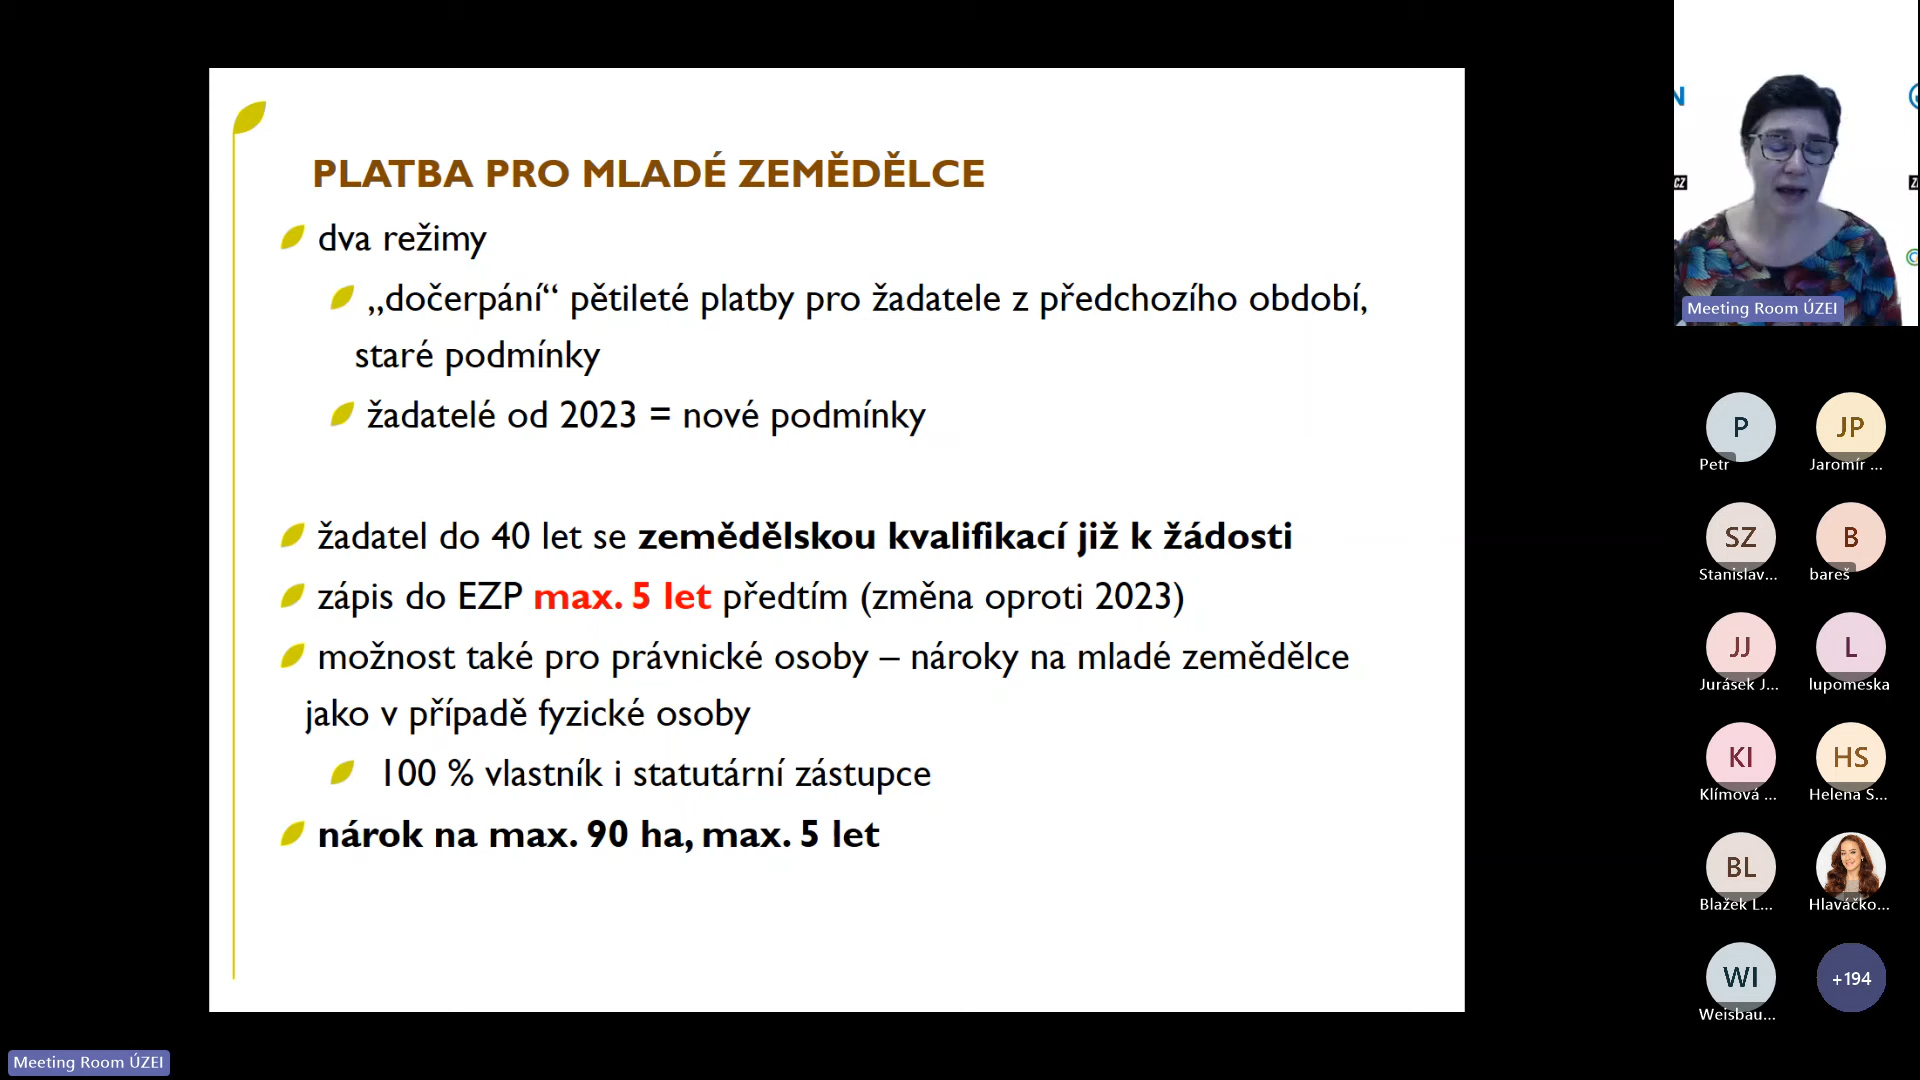 PLATBA PRO MLADÉ ZEMĚDĚLCE
dva režimy
„dočerpání“ pětileté platby pro žadatele z předchozího období,
staré podmínky
žadatelé od 2023 = nové podmínky
žadatel do 40 let se zemědělskou kvalifikací již k žádosti
zápis do EZP max. 5 let předtím (změna oproti 2023)
možnost také pro právnické osoby – nároky na mladé zemědělce
jako v případě fyzické osoby
100 % vlastník i statutární zástupce
nárok na max. 90 ha, max. 5 let
Meeting Room ÚZEI
N
CZ
Meeting Room ÚZEI
P
JP
Petr
Jaromír ...
SZ
B
Stanislav...
bareš
JJ
L
Jurásek J...
lupomeska
KI
HS
Klímová ...
Helena S...
BL
Blažek L...
Hlaváčko...
WI
+194
Weisbau...